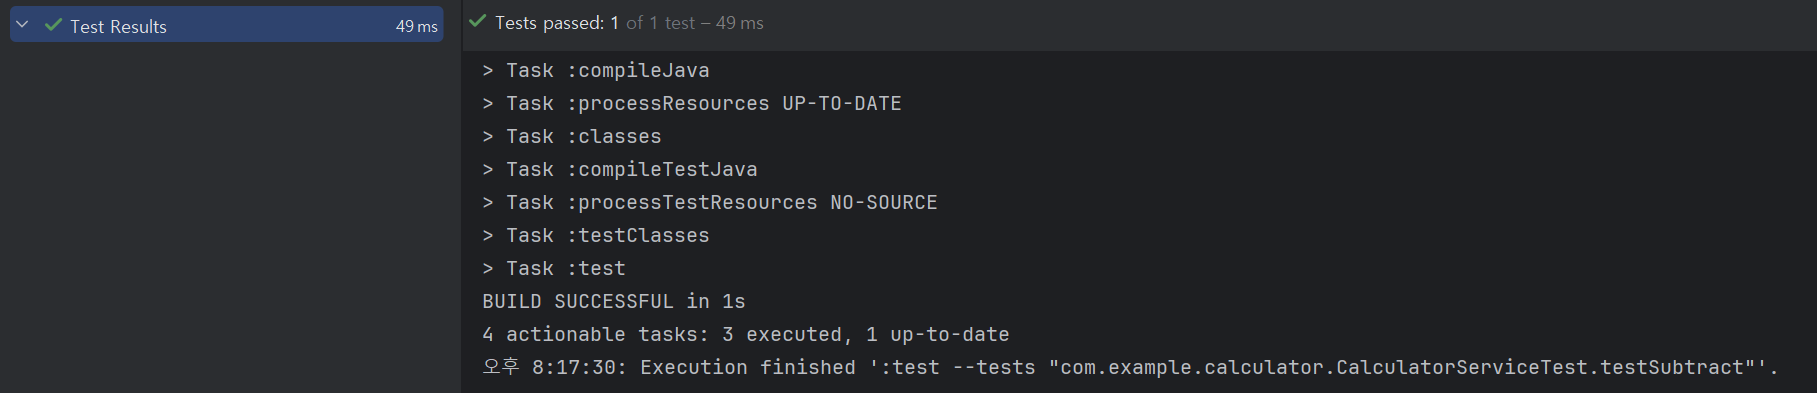 Test Results 49 ms
Tests passed: 1 of 1 test – 49 ms
> Task :compileJava
> Task :processResources UP-TO-DATE
> Task :classes
> Task :compileTestJava
> Task :processTestResources NO-SOURCE
> Task :testClasses
> Task :test
BUILD SUCCESSFUL in 1s
4 actionable tasks: 3 executed, 1 up-to-date
오후 8:17:30: Execution finished ':test --tests "com.example.calculator.CalculatorServiceTest.testSubtract"'.